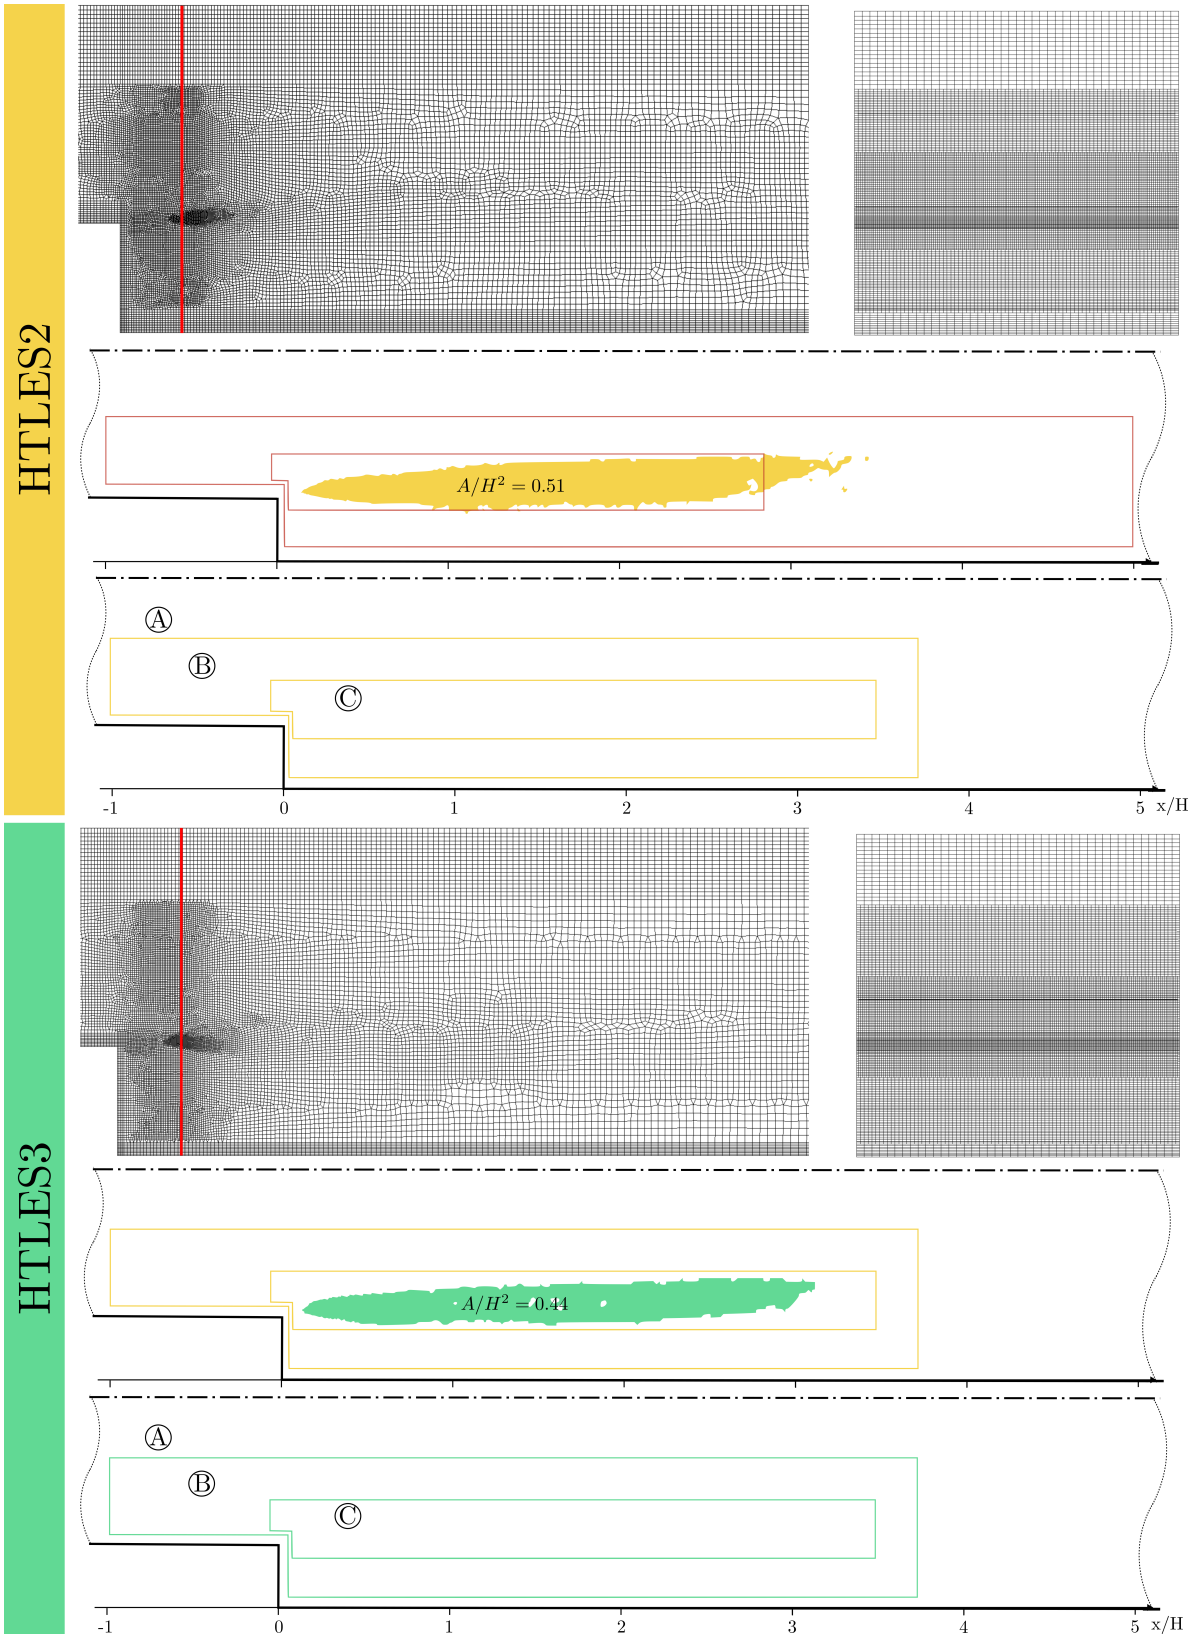 HTLES2
A/H² = 0.51
Ⓐ
Ⓑ
Ⓒ
-1 0 1 2 3 4 5 x/H
HTLES3
A/H² = 0.44
Ⓐ
Ⓑ
Ⓒ
-1 0 1 2 3 4 5 x/H